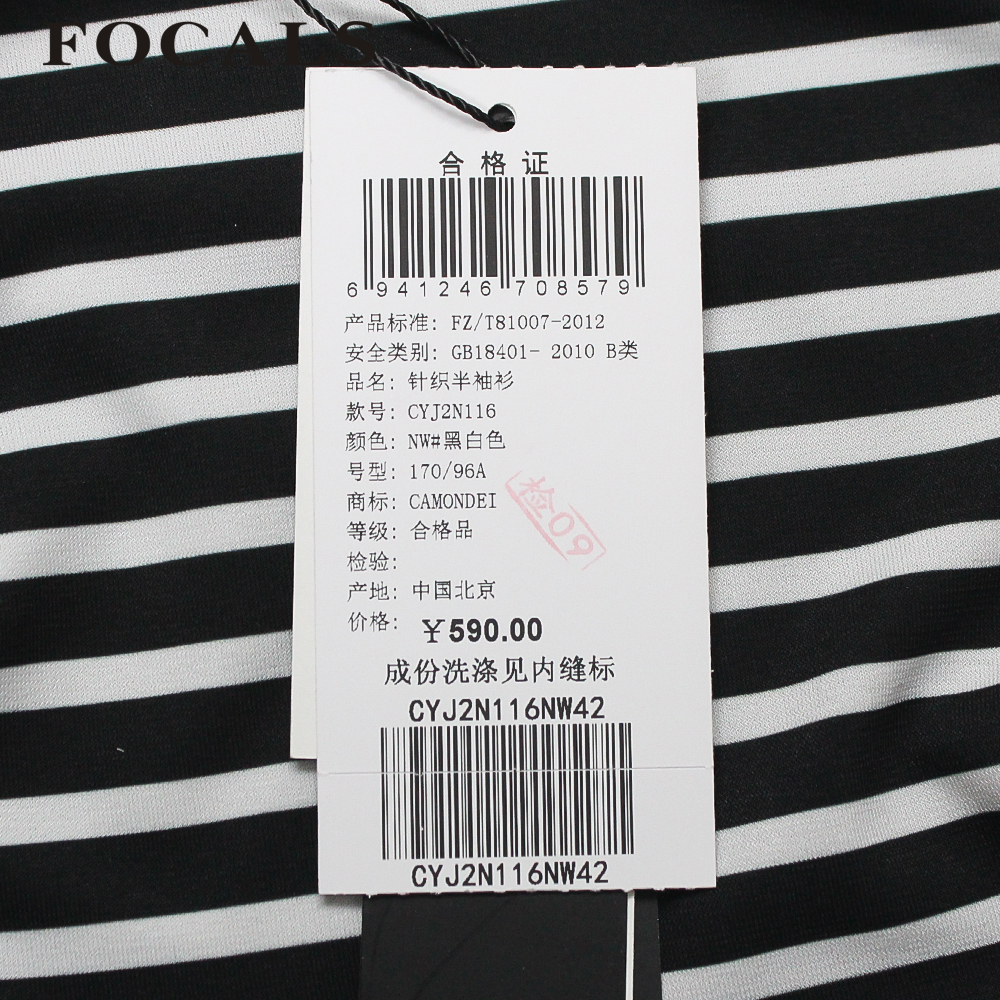 FOCALS
合格证
6 941246 708579
产品标准: FZ/T81007-2012
安全类别: GB18401- 2010 B类
品名: 针织半袖衫
款号: CYJ2N116
颜色: NW#黑白色
号型: 170/96A
商标: CAMONDEI
等级: 合格品
检09
检验:
产地: 中国北京
价格: ￥590.00
成份洗涤见内缝标
CYJ2N116NW42
CYJ2N116NW42